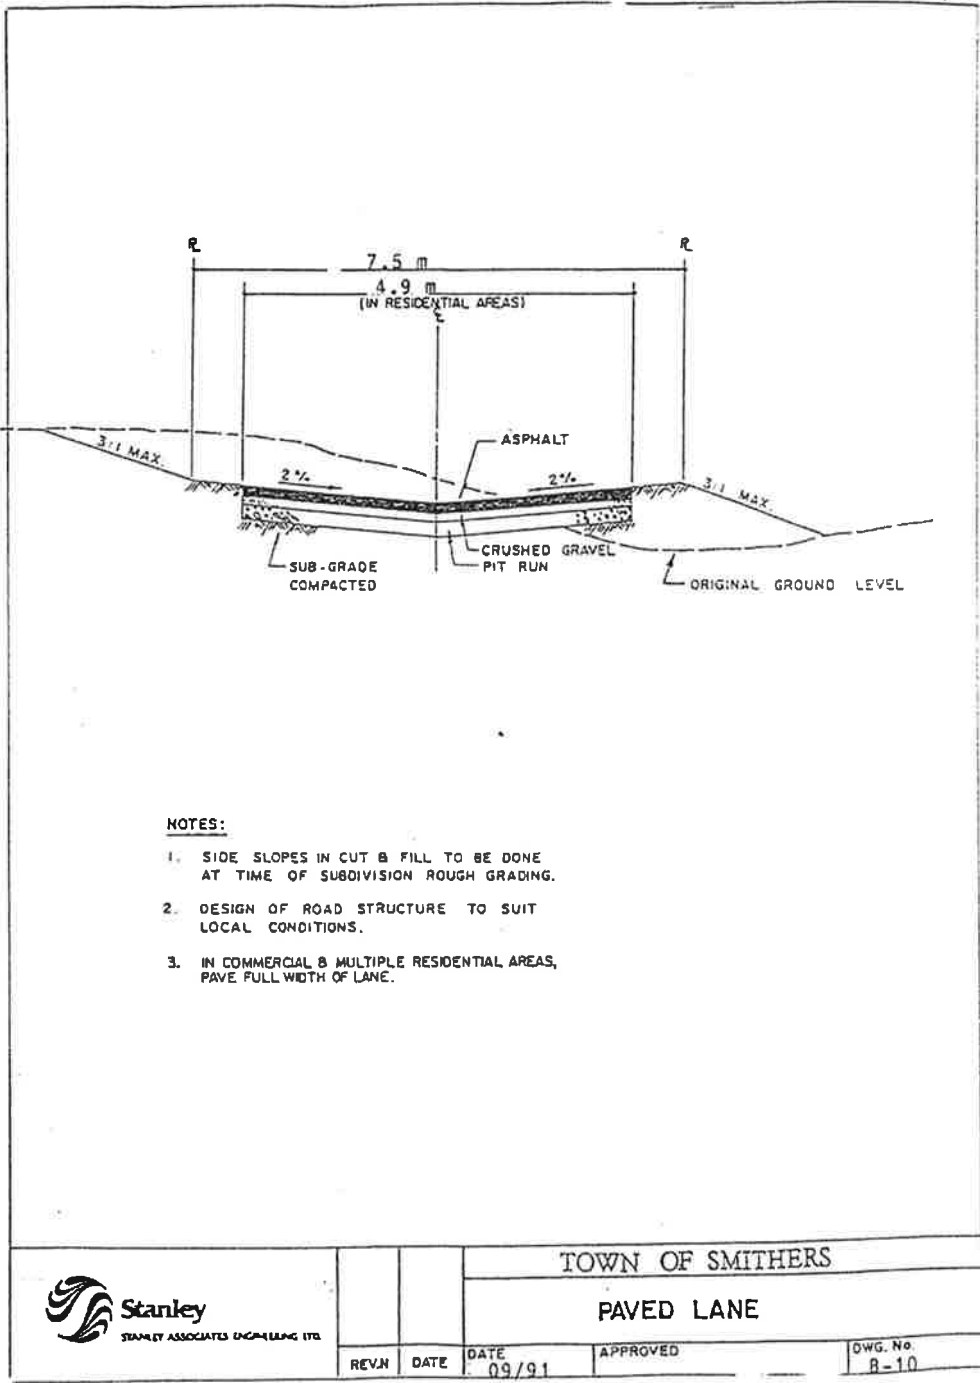 ℞ ℞
7.5 m
4.9 m
(IN RESIDENTIAL AREAS)
℄
ASPHALT
3:1 MAX.
2%
2%
3:1 MAX.
CRUSHED GRAVEL
PIT RUN
SUB-GRADE
COMPACTED
ORIGINAL GROUND LEVEL
NOTES:
1. SIDE SLOPES IN CUT & FILL TO BE DONE
AT TIME OF SUBDIVISION ROUGH GRADING.
2. DESIGN OF ROAD STRUCTURE TO SUIT
LOCAL CONDITIONS.
3. IN COMMERCIAL & MULTIPLE RESIDENTIAL AREAS,
PAVE FULL WIDTH OF LANE.
Stanley
STANLEY ASSOCIATES ENGINEERING LTD.
TOWN OF SMITHERS
PAVED LANE
REV.N DATE
DATE
09/91
APPROVED
DWG. No.
B-10